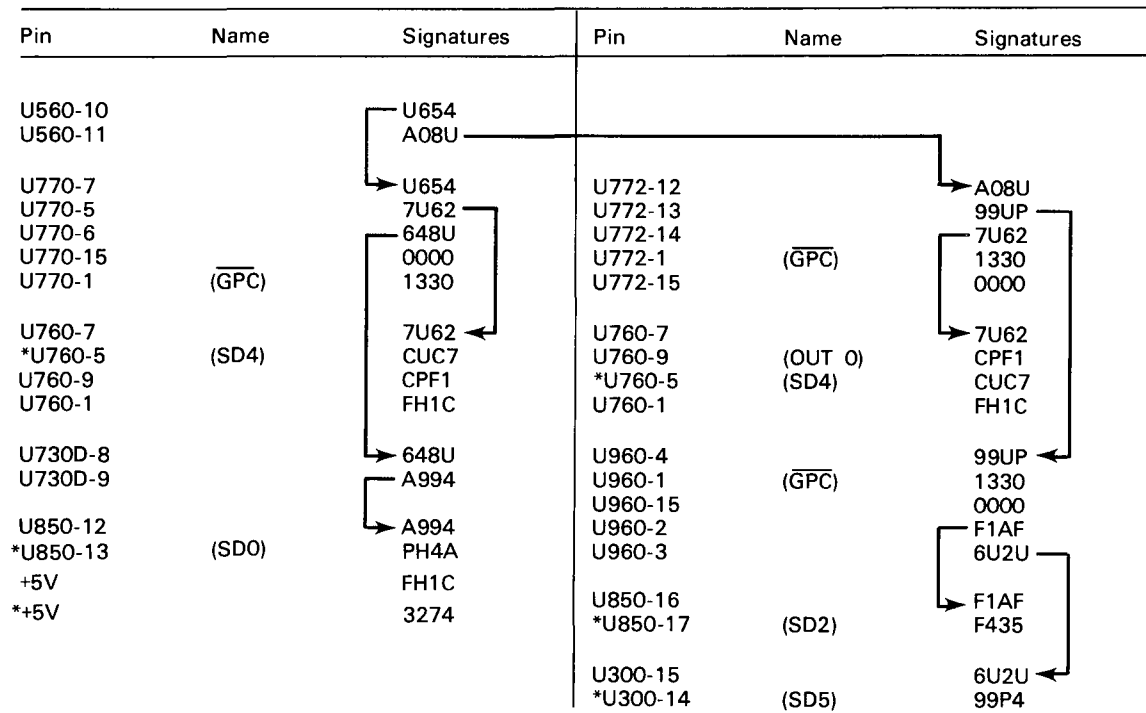 Pin Name Signatures
U560-10 U654
U560-11 A08U
U770-7 U654
U770-5 7U62
U770-6 648U
U770-15 0000
U770-1 (GPC) 1330
U760-7 7U62
*U760-5 (SD4) CUC7
U760-9 CPF1
U760-1 FH1C
U730D-8 648U
U730D-9 A994
U850-12 A994
*U850-13 (SD0) PH4A
+5V FH1C
*+5V 3274
Pin Name Signatures
U772-12 A08U
U772-13 99UP
U772-14 7U62
U772-1 (GPC) 1330
U772-15 0000
U760-7 7U62
U760-9 (OUT 0) CPF1
*U760-5 (SD4) CUC7
U760-1 FH1C
U960-4 99UP
U960-1 (GPC) 1330
U960-15 0000
U960-2 F1AF
U960-3 6U2U
U850-16 F1AF
*U850-17 (SD2) F435
U300-15 6U2U
*U300-14 (SD5) 99P4